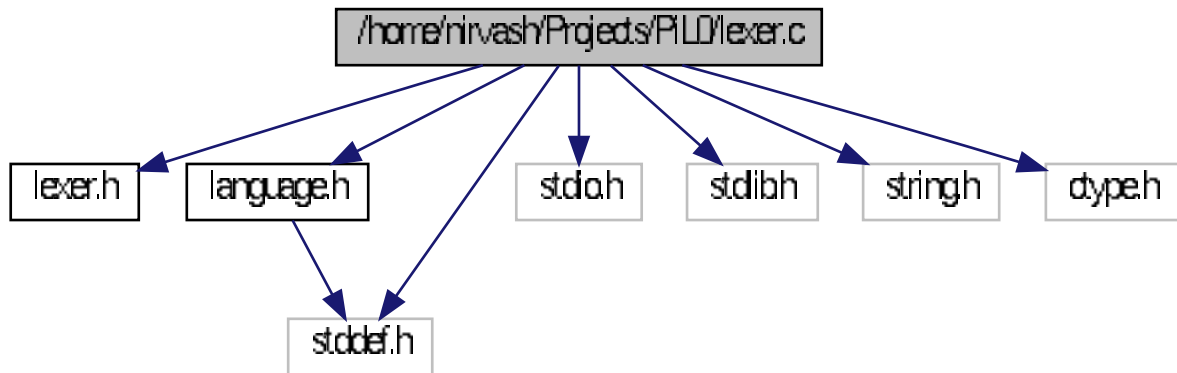 /home/nirvash/Projects/PiL0/lexer.c
lexer.h
language.h
stdio.h
stdlib.h
string.h
ctype.h
stddef.h